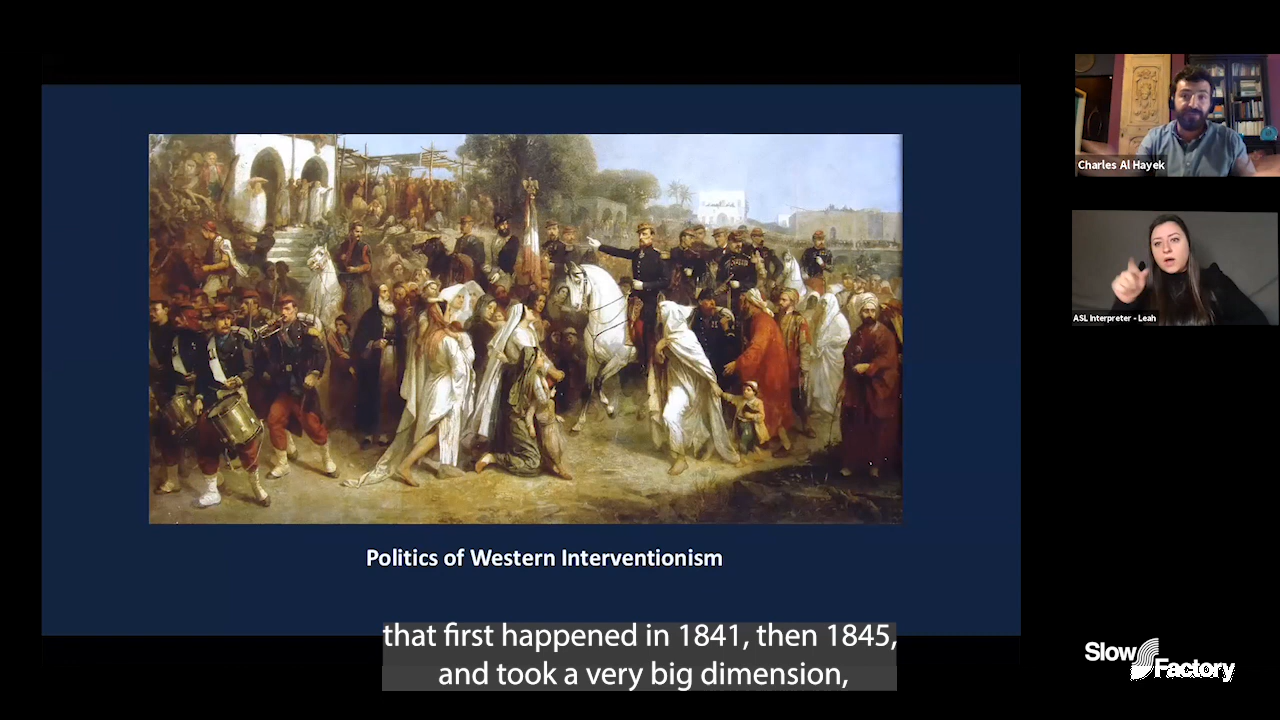 Charles Al Hayek
ASL Interpreter - Leah
Politics of Western Interventionism
that first happened in 1841, then 1845,
and took a very big dimension,
Slow
Factory